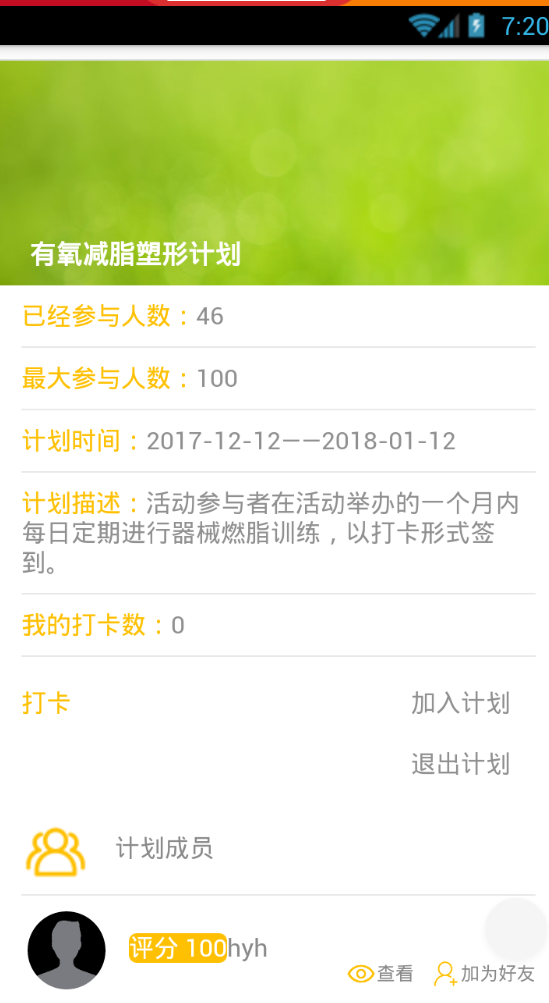 7:20
有氧减脂塑形计划
已经参与人数：46
最大参与人数：100
计划时间：2017-12-12——2018-01-12
计划描述：活动参与者在活动举办的一个月内
每日定期进行器械燃脂训练，以打卡形式签
到。
我的打卡数：0
打卡 加入计划
退出计划
计划成员
评分 100hyh
查看 加为好友